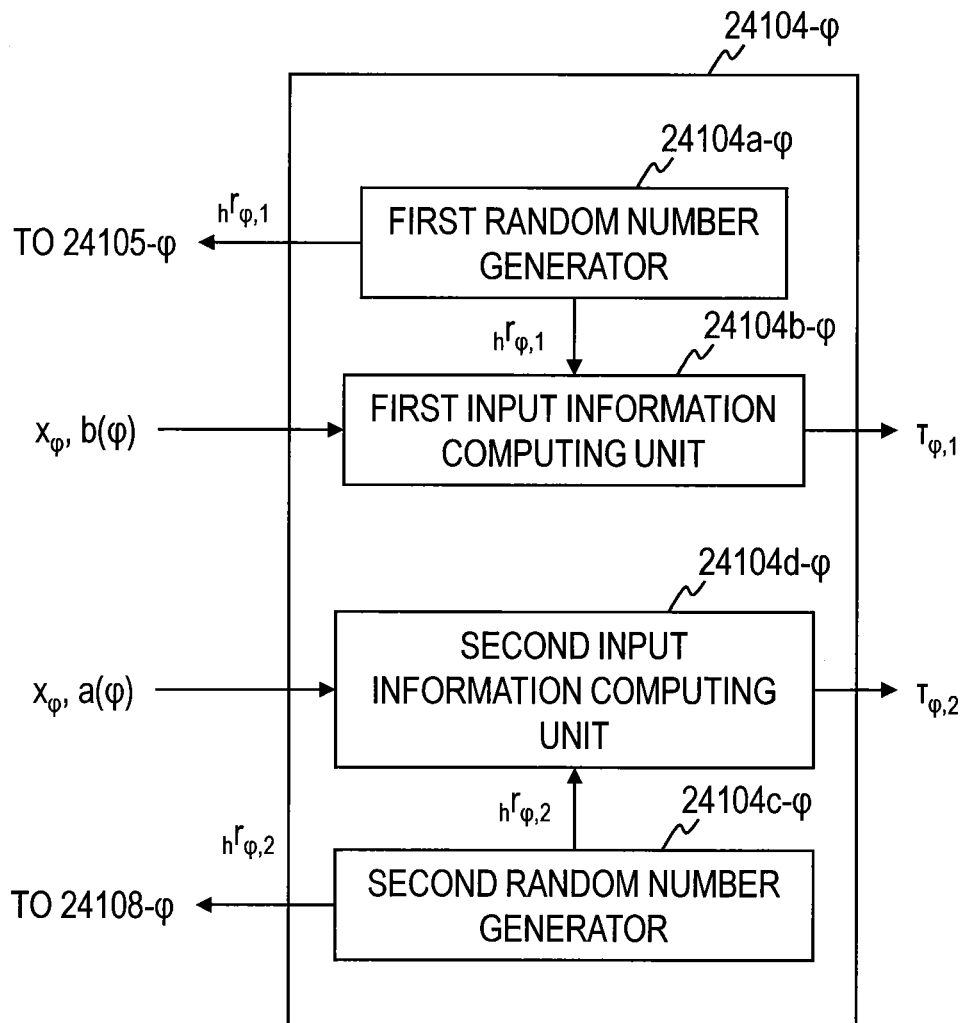 24104-φ
24104a-φ
hrφ,1
TO 24105-φ
FIRST RANDOM NUMBER
GENERATOR
hrφ,1
24104b-φ
xφ, b(φ)
FIRST INPUT INFORMATION
COMPUTING UNIT
τφ,1
24104d-φ
xφ, a(φ)
SECOND INPUT
INFORMATION COMPUTING
UNIT
τφ,2
hrφ,2
24104c-φ
hrφ,2
TO 24108-φ
SECOND RANDOM NUMBER
GENERATOR